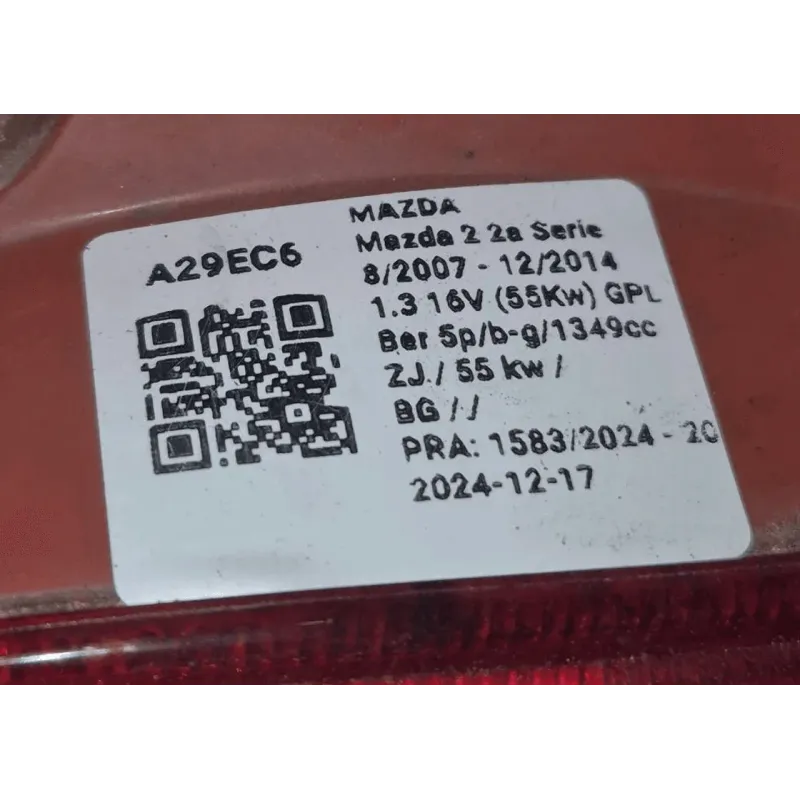 A29EC6
MAZDA
Mazda 2 2a Serie
8/2007 - 12/2014
1.3 16V (55Kw) GPL
Ber 5p/b-g/1349cc
ZJ./ 55 kw /
BG / /
PRA: 1583/2024 - 20
2024-12-17